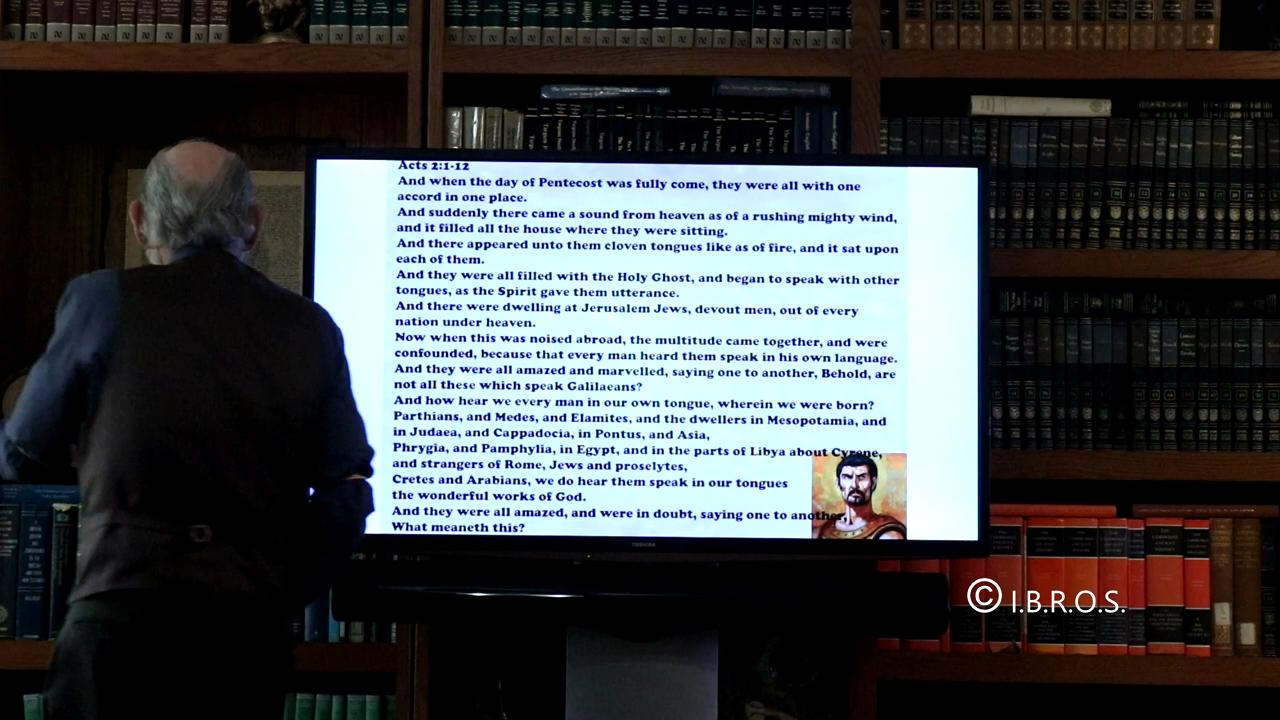 Acts 2:1-12
And when the day of Pentecost was fully come, they were all with one
accord in one place.
And suddenly there came a sound from heaven as of a rushing mighty wind,
and it filled all the house where they were sitting.
And there appeared unto them cloven tongues like as of fire, and it sat upon
each of them.
And they were all filled with the Holy Ghost, and began to speak with other
tongues, as the Spirit gave them utterance.
And there were dwelling at Jerusalem Jews, devout men, out of every
nation under heaven.
Now when this was noised abroad, the multitude came together, and were
confounded, because that every man heard them speak in his own language.
And they were all amazed and marvelled, saying one to another, Behold, are
not all these which speak Galilaeans?
And how hear we every man in our own tongue, wherein we were born?
Parthians, and Medes, and Elamites, and the dwellers in Mesopotamia, and
in Judaea, and Cappadocia, in Pontus, and Asia,
Phrygia, and Pamphylia, in Egypt, and in the parts of Libya about Cyrene,
and strangers of Rome, Jews and proselytes,
Cretes and Arabians, we do hear them speak in our tongues
the wonderful works of God.
And they were all amazed, and were in doubt, saying one to another,
What meaneth this?
TOSHIBA
© I.B.R.O.S.